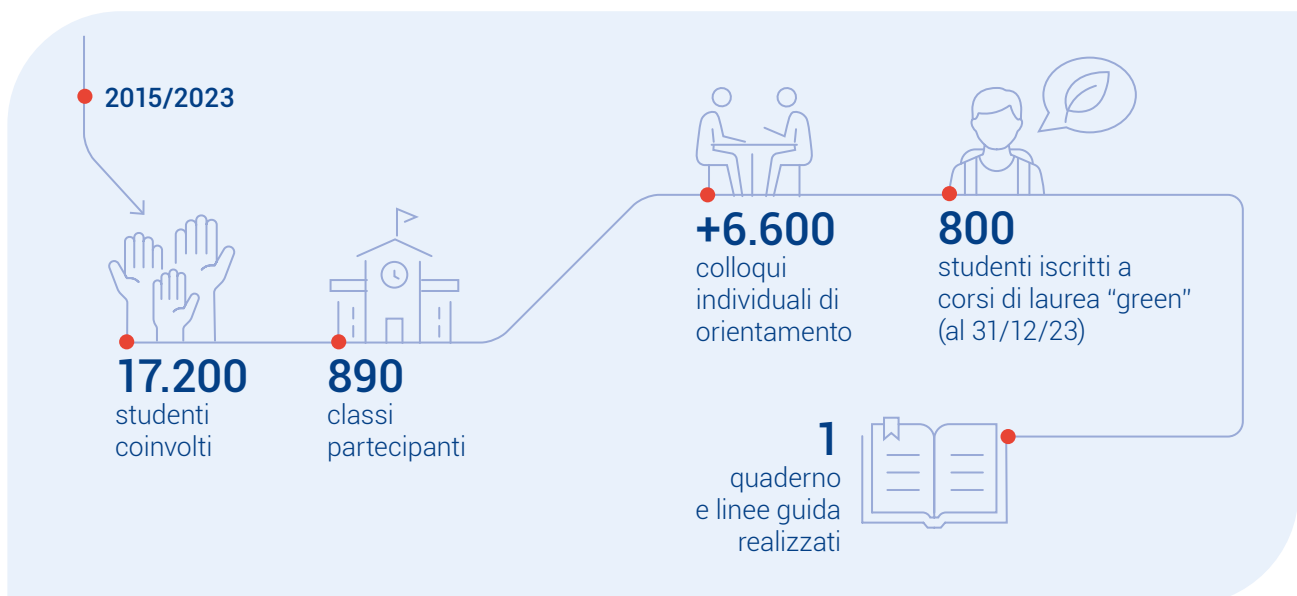 2015/2023
17.200
studenti
coinvolti
890
classi
partecipanti
+6.600
colloqui
individuali di
orientamento
800
studenti iscritti a
corsi di laurea “green”
(al 31/12/23)
1
quaderno
e linee guida
realizzati